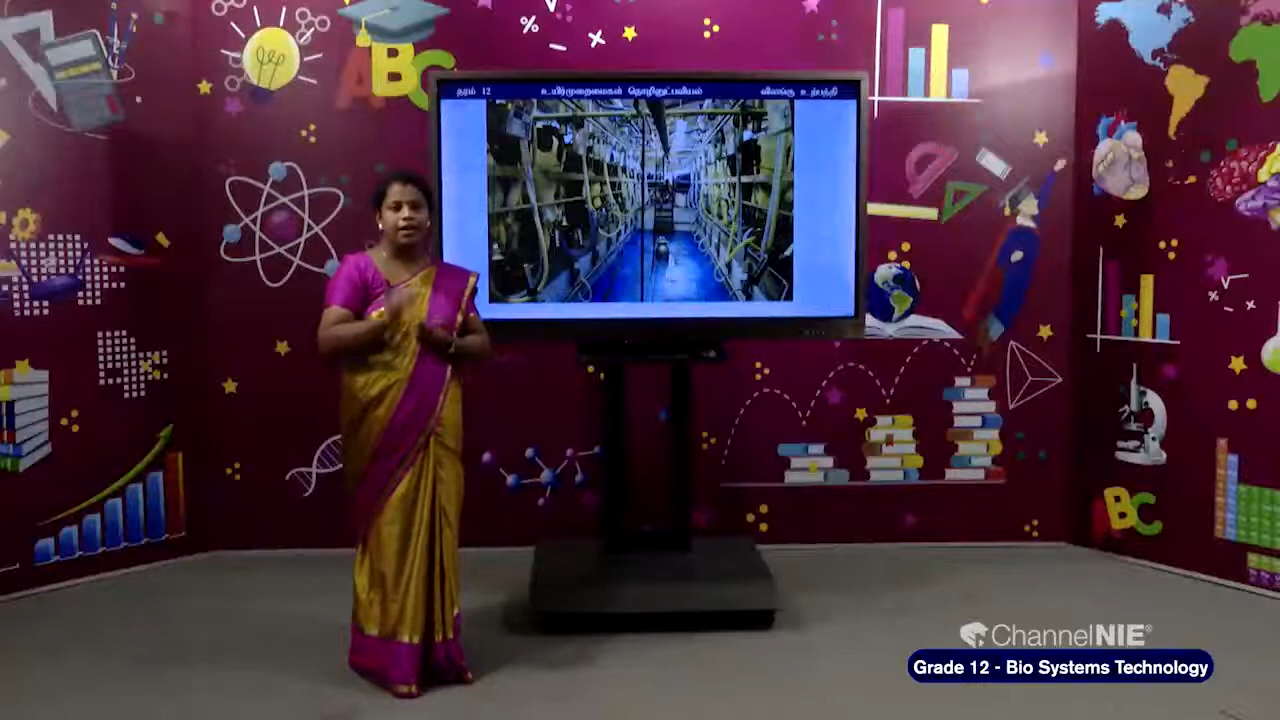 தரம் 12 உயிர்முறைமைகள் தொழினுட்பவியல் விலங்கு உற்பத்தி
ABC
BC
ChannelNIE®
Grade 12 - Bio Systems Technology